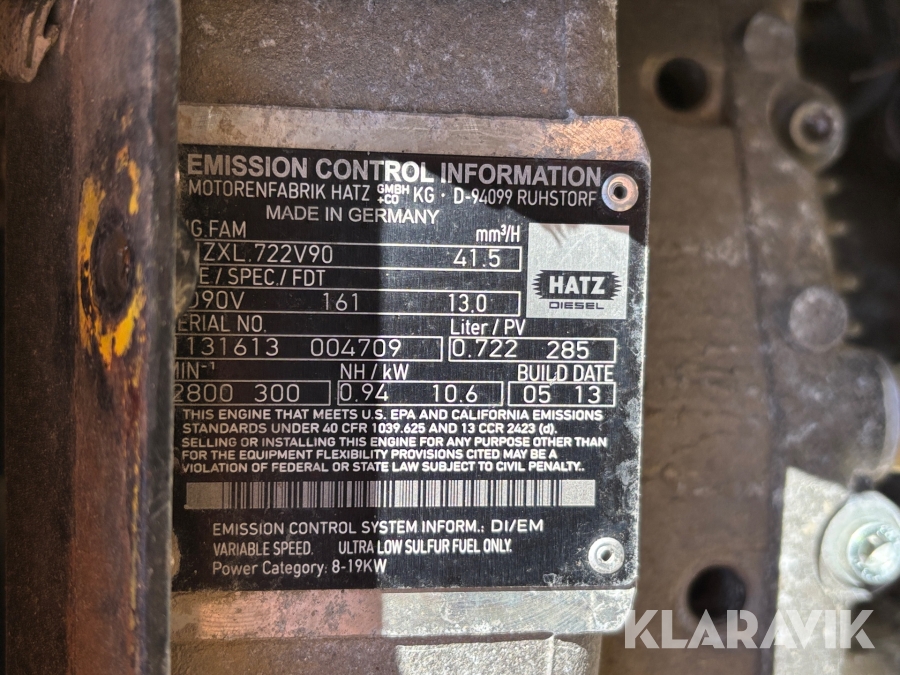 EMISSION CONTROL INFORMATION
MOTORENFABRIK HATZ GMBH +CO KG · D-94099 RUHSTORF
MADE IN GERMANY
G.FAM mm³/H
ZXL.722V90 41.5
E / SPEC. / FDT
D90V 161 13.0
HATZ
DIESEL
ERIAL NO. Liter / PV
131613 004709 0.722 285
MIN⁻¹ NH / kW BUILD DATE
2800 300 0.94 10.6 05 13
THIS ENGINE THAT MEETS U.S. EPA AND CALIFORNIA EMISSIONS
STANDARDS UNDER 40 CFR 1039.625 AND 13 CCR 2423 (d).
SELLING OR INSTALLING THIS ENGINE FOR ANY PURPOSE OTHER THAN
FOR THE EQUIPMENT FLEXIBILITY PROVISIONS CITED MAY BE A
VIOLATION OF FEDERAL OR STATE LAW SUBJECT TO CIVIL PENALTY..
EMISSION CONTROL SYSTEM INFORM.: DI/EM
VARIABLE SPEED. ULTRA LOW SULFUR FUEL ONLY.
Power Category: 8-19KW
KLARAVIK